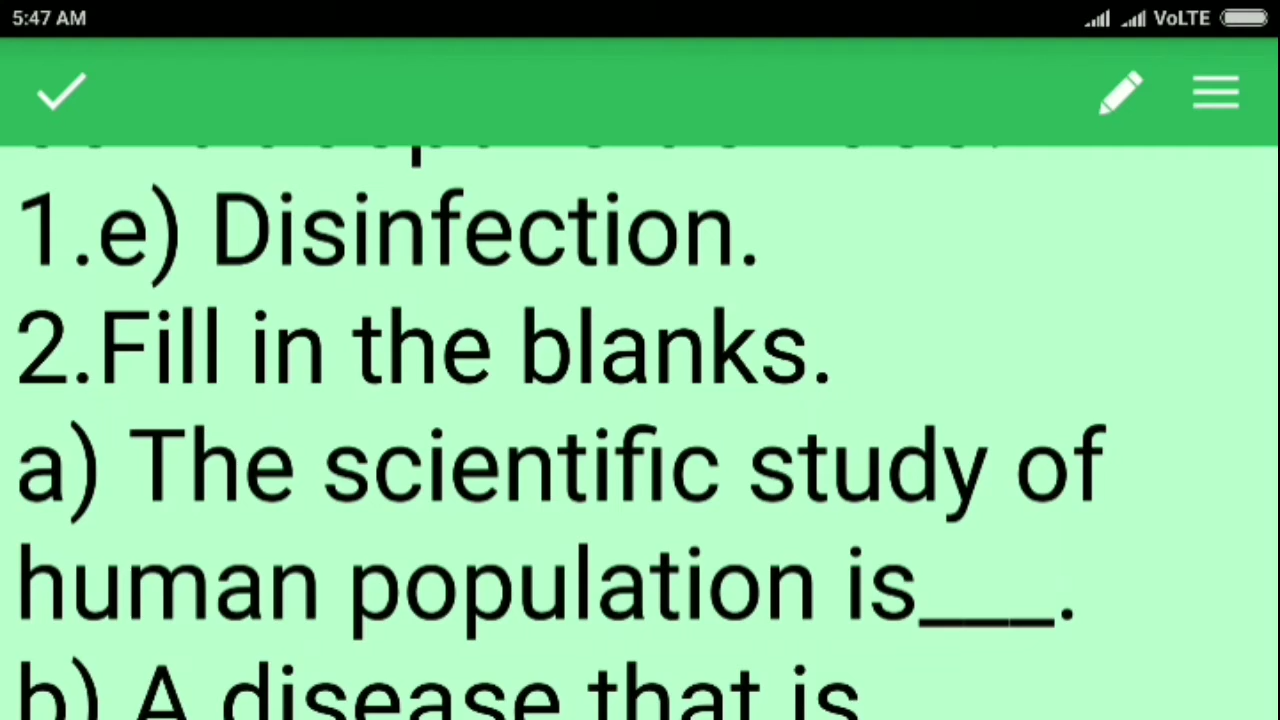 5:47 AM VoLTE
1.e) Disinfection.
2.Fill in the blanks.
a) The scientific study of
human population is___.
b) A disease that is